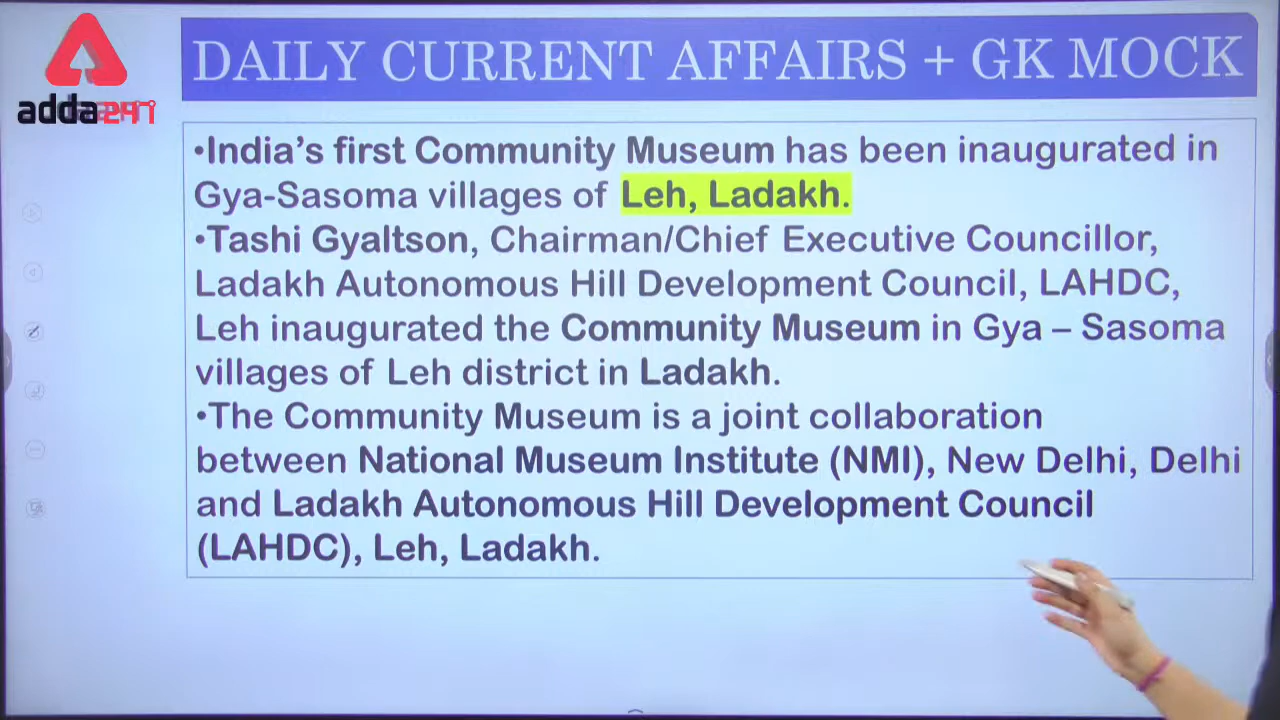 adda247
DAILY CURRENT AFFAIRS + GK MOCK
•India's first Community Museum has been inaugurated in
Gya-Sasoma villages of Leh, Ladakh.
•Tashi Gyaltson, Chairman/Chief Executive Councillor,
Ladakh Autonomous Hill Development Council, LAHDC,
Leh inaugurated the Community Museum in Gya – Sasoma
villages of Leh district in Ladakh.
•The Community Museum is a joint collaboration
between National Museum Institute (NMI), New Delhi, Delhi
and Ladakh Autonomous Hill Development Council
(LAHDC), Leh, Ladakh.